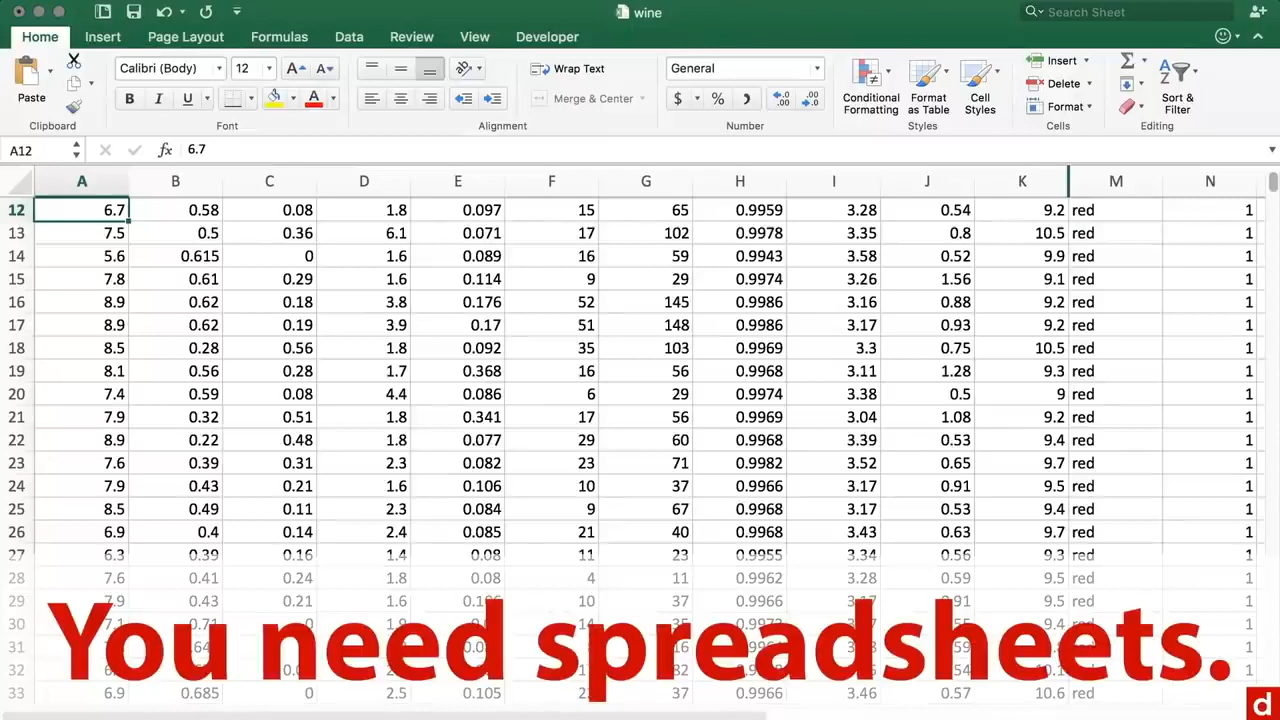 wine
Search Sheet
Home Insert Page Layout Formulas Data Review View Developer
Calibri (Body) 12 A A Wrap Text General Insert
Paste B I U A Merge & Center $ % Conditional Formatting Format as Table Cell Styles Delete Format Sort & Filter
Clipboard Font Alignment Number Styles Cells Editing
A12 fx 6.7
A B C D E F G H I J K M N
12 6.7 0.58 0.08 1.8 0.097 15 65 0.9959 3.28 0.54 9.2 red 1
13 7.5 0.5 0.36 6.1 0.071 17 102 0.9978 3.35 0.8 10.5 red 1
14 5.6 0.615 0 1.6 0.089 16 59 0.9943 3.58 0.52 9.9 red 1
15 7.8 0.61 0.29 1.6 0.114 9 29 0.9974 3.26 1.56 9.1 red 1
16 8.9 0.62 0.18 3.8 0.176 52 145 0.9986 3.16 0.88 9.2 red 1
17 8.9 0.62 0.19 3.9 0.17 51 148 0.9986 3.17 0.93 9.2 red 1
18 8.5 0.28 0.56 1.8 0.092 35 103 0.9969 3.3 0.75 10.5 red 1
19 8.1 0.56 0.28 1.7 0.368 16 56 0.9968 3.11 1.28 9.3 red 1
20 7.4 0.59 0.08 4.4 0.086 6 29 0.9974 3.38 0.5 9 red 1
21 7.9 0.32 0.51 1.8 0.341 17 56 0.9969 3.04 1.08 9.2 red 1
22 8.9 0.22 0.48 1.8 0.077 29 60 0.9968 3.39 0.53 9.4 red 1
23 7.6 0.39 0.31 2.3 0.082 23 71 0.9982 3.52 0.65 9.7 red 1
24 7.9 0.43 0.21 1.6 0.106 10 37 0.9966 3.17 0.91 9.5 red 1
25 8.5 0.49 0.11 2.3 0.084 9 67 0.9968 3.17 0.53 9.4 red 1
26 6.9 0.4 0.14 2.4 0.085 21 40 0.9968 3.43 0.63 9.7 red 1
27 6.3 0.39 0.16 1.4 0.08 11 23 0.9955 3.34 0.56 9.3 red 1
28 7.6 0.41 0.24 1.8 0.08 4 11 0.9962 3.28 0.59 9.5 red 1
29 7.9 0.43 0.21 1.6 10 37 0.9966 9.5 red 1
30
31
32
You need spreadsheets.
33 6.9 0.685 0 2.5 0.105 37 0.9966 3.46 0.57 10.6 red 1
d